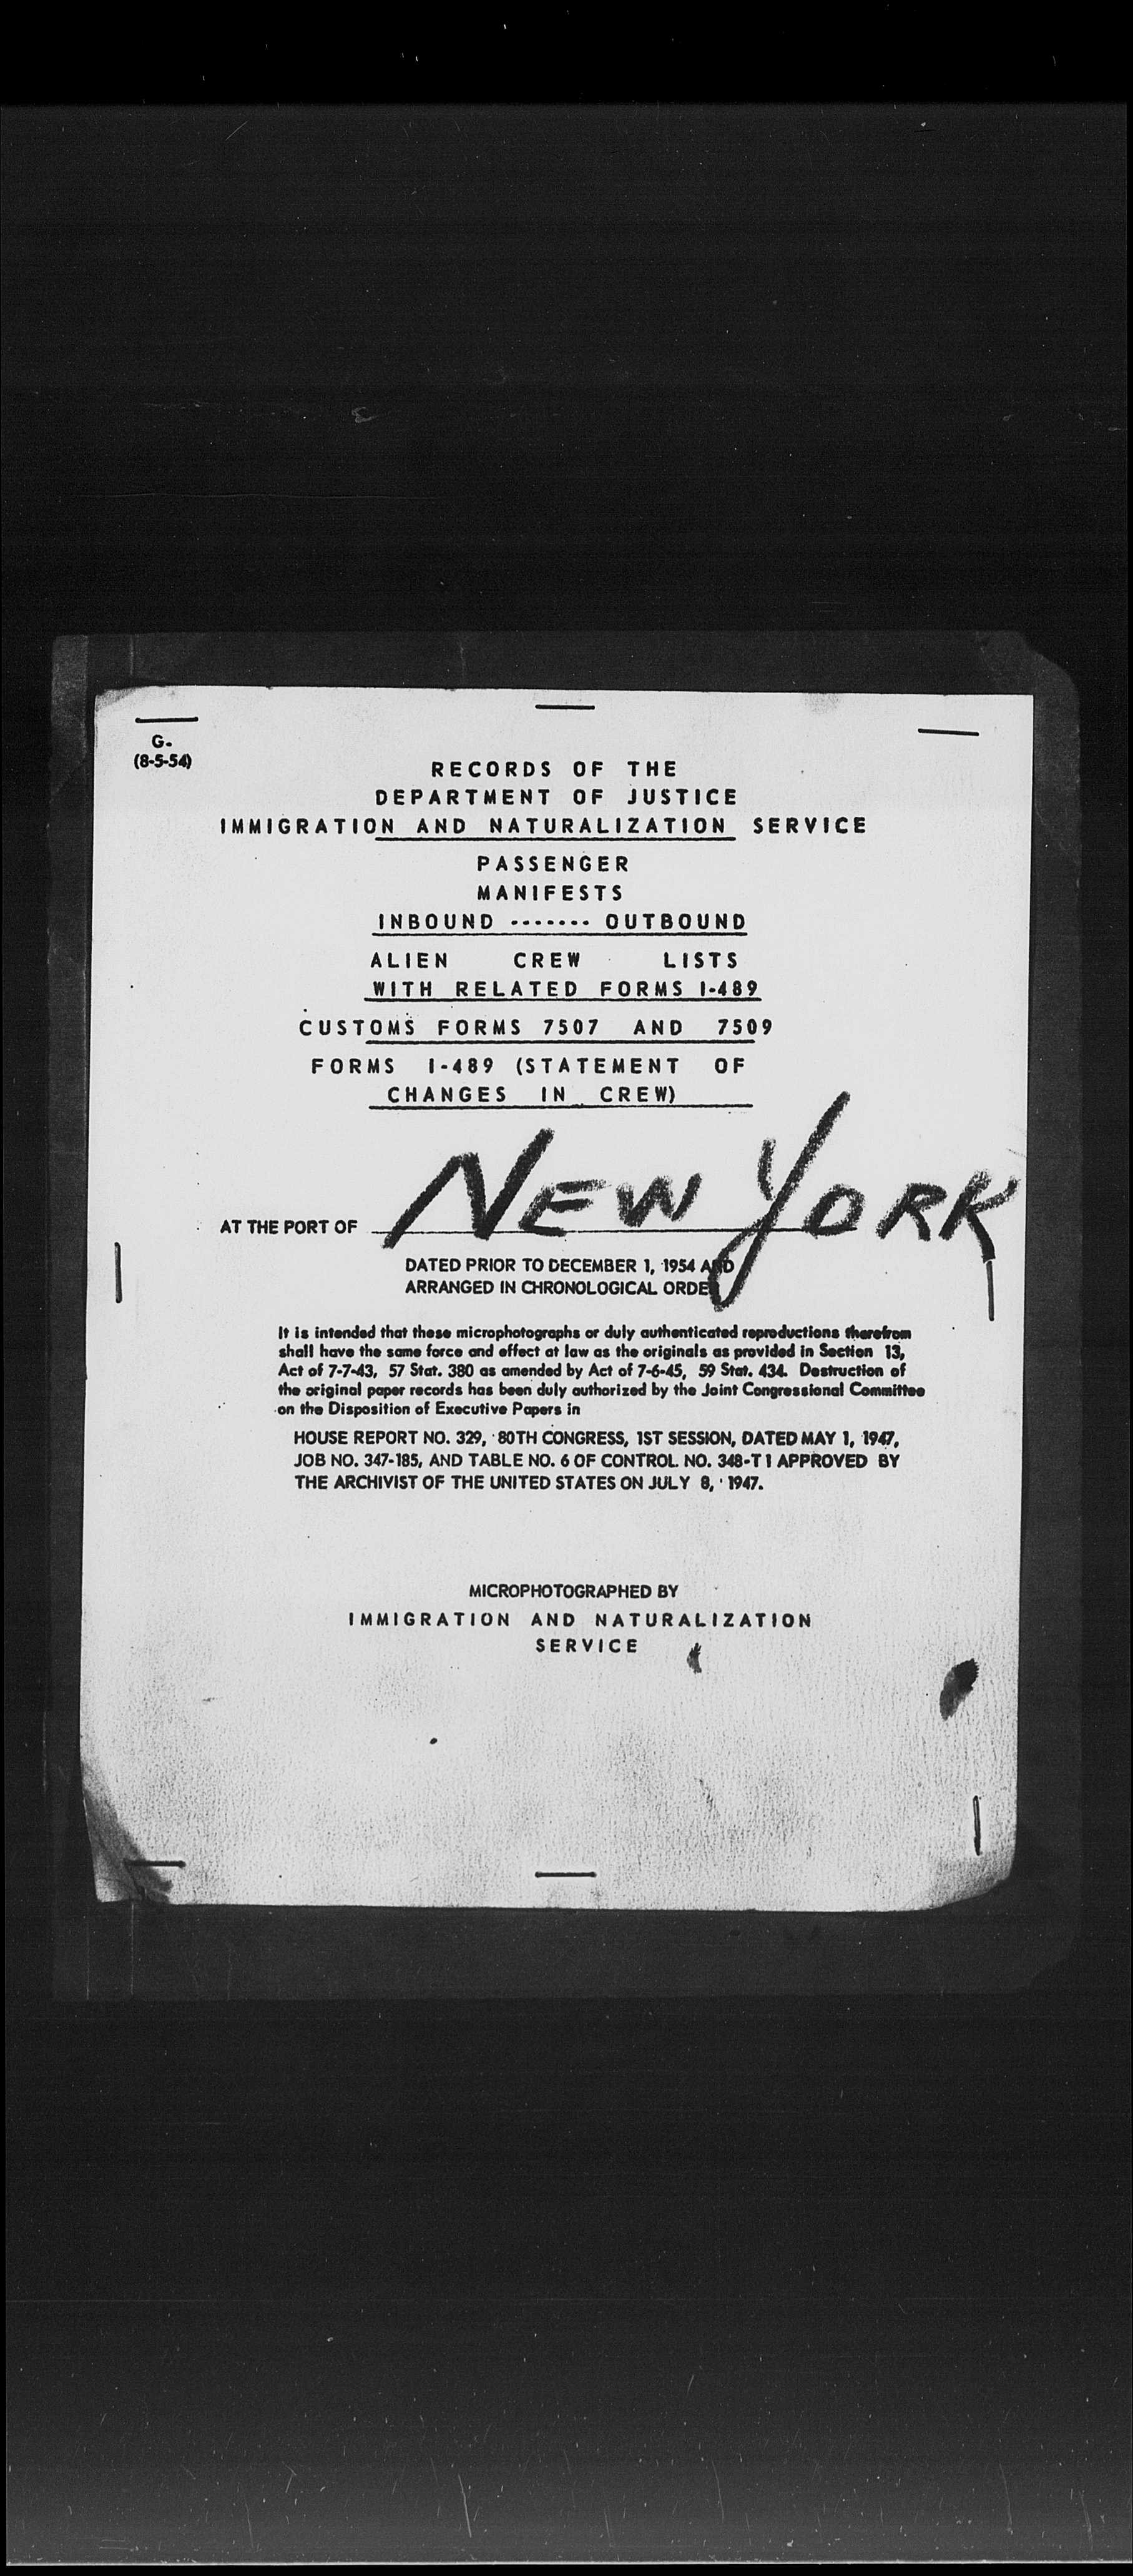 G-
(8-5-54)
RECORDS OF THE
DEPARTMENT OF JUSTICE
IMMIGRATION AND NATURALIZATION SERVICE
PASSENGER
MANIFESTS
INBOUND ------- OUTBOUND
ALIEN CREW LISTS
WITH RELATED FORMS I-489
CUSTOMS FORMS 7507 AND 7509
FORMS I-489 (STATEMENT OF
CHANGES IN CREW)
AT THE PORT OF NEW YORK
DATED PRIOR TO DECEMBER 1, 1954 AND
ARRANGED IN CHRONOLOGICAL ORDER
It is intended that these microphotographs or duly authenticated reproductions therefrom
shall have the same force and effect at law as the originals as provided in Section 13,
Act of 7-7-43, 57 Stat. 380 as amended by Act of 7-6-45, 59 Stat. 434. Destruction of
the original paper records has been duly authorized by the Joint Congressional Committee
on the Disposition of Executive Papers in
HOUSE REPORT NO. 329, 80TH CONGRESS, 1ST SESSION, DATED MAY 1, 1947,
JOB NO. 347-185, AND TABLE NO. 6 OF CONTROL NO. 348-T1 APPROVED BY
THE ARCHIVIST OF THE UNITED STATES ON JULY 8, 1947.
MICROPHOTOGRAPHED BY
IMMIGRATION AND NATURALIZATION
SERVICE